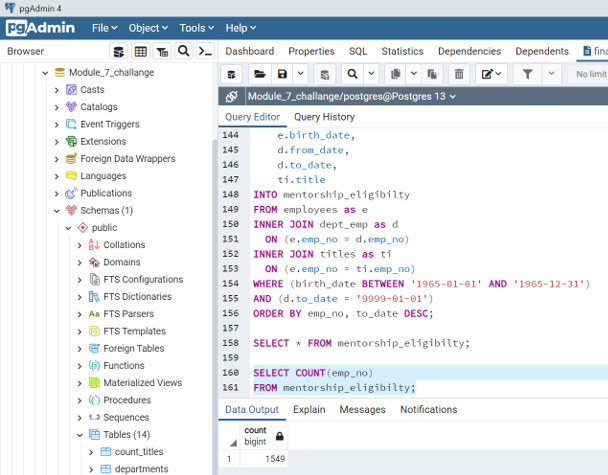 pgAdmin 4
pgAdmin File Object Tools Help
Browser
Dashboard Properties SQL Statistics Dependencies Dependents
No limit
Module_7_challange
Casts
Catalogs
Event Triggers
Extensions
Foreign Data Wrappers
Languages
Publications
Schemas (1)
public
Collations
Domains
FTS Configurations
FTS Dictionaries
Aa FTS Parsers
FTS Templates
Foreign Tables
Functions
Materialized Views
Procedures
1..3 Sequences
Tables (14)
count_titles
departments
Module_7_challange/postgres@Postgres 13
Query Editor Query History
144 e.birth_date,
145 d.from_date,
146 d.to_date,
147 ti.title
148 INTO mentorship_eligibilty
149 FROM employees as e
150 INNER JOIN dept_emp as d
151 ON (e.emp_no = d.emp_no)
152 INNER JOIN titles as ti
153 ON (e.emp_no = ti.emp_no)
154 WHERE (birth_date BETWEEN '1965-01-01' AND '1965-12-31')
155 AND (d.to_date = '9999-01-01')
156 ORDER BY emp_no, to_date DESC;
157
158 SELECT * FROM mentorship_eligibilty;
159
160 SELECT COUNT(emp_no)
161 FROM mentorship_eligibilty;
Data Output Explain Messages Notifications
count
bigint
1 1549